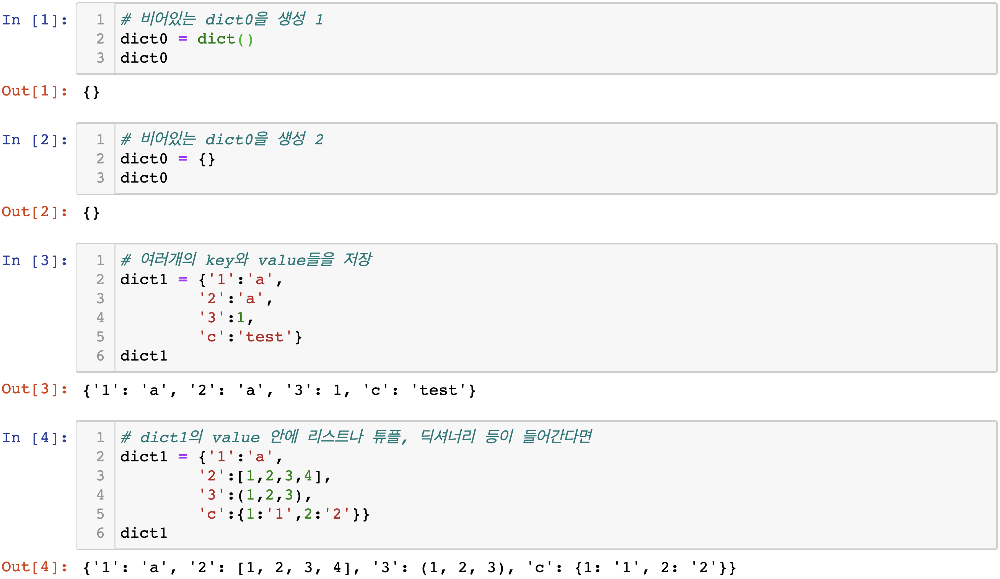 In [1]:
1 # 비어있는 dict0을 생성 1
2 dict0 = dict()
3 dict0
Out[1]: {}
In [2]:
1 # 비어있는 dict0을 생성 2
2 dict0 = {}
3 dict0
Out[2]: {}
In [3]:
1 # 여러개의 key와 value들을 저장
2 dict1 = {'1':'a',
3         '2':'a',
4         '3':1,
5         'c':'test'}
6 dict1
Out[3]: {'1': 'a', '2': 'a', '3': 1, 'c': 'test'}
In [4]:
1 # dict1의 value 안에 리스트나 튜플, 딕셔너리 등이 들어간다면
2 dict1 = {'1':'a',
3         '2':[1,2,3,4],
4         '3':(1,2,3),
5         'c':{1:'1',2:'2'}}
6 dict1
Out[4]: {'1': 'a', '2': [1, 2, 3, 4], '3': (1, 2, 3), 'c': {1: '1', 2: '2'}}